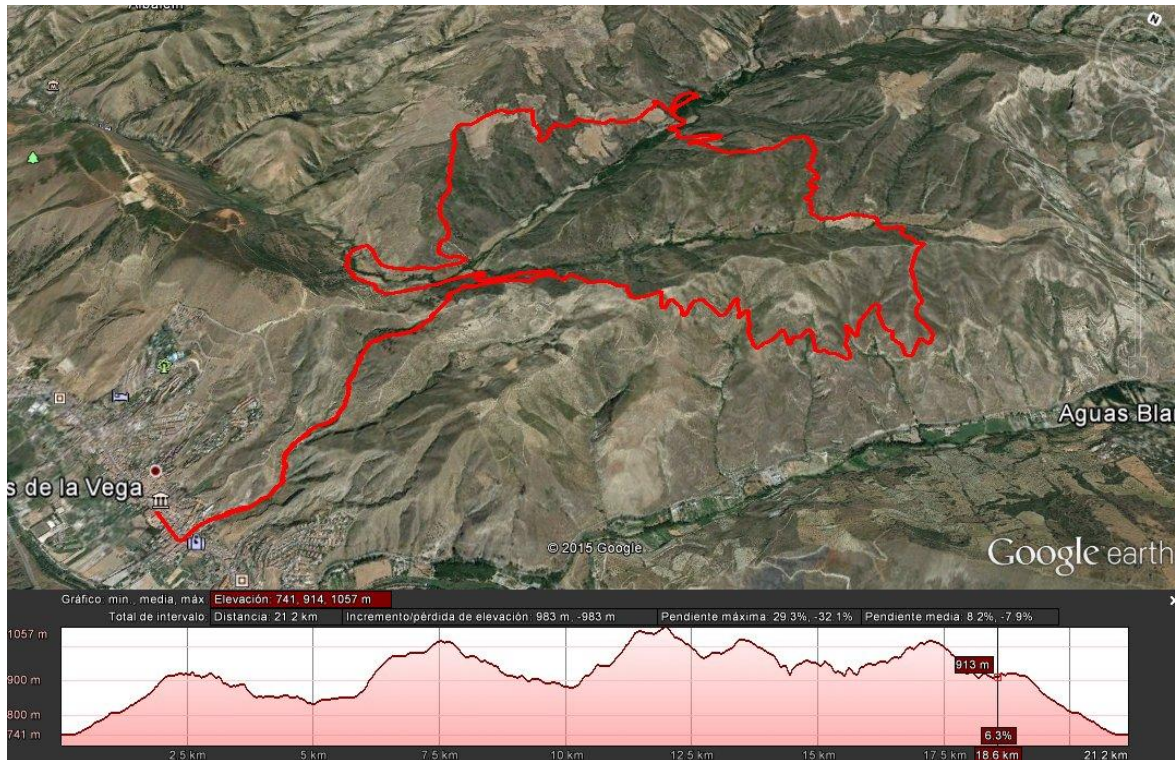 N
s de la Vega
Aguas Bla
© 2015 Google
Google earth
Gráfico: min., media, máx Elevación: 741, 914, 1057 m
Total de intervalo: Distancia: 21.2 km Incremento/pérdida de elevación: 983 m, -983 m Pendiente máxima: 29.3%, -32.1% Pendiente media: 8.2%, -7.9%
1057 m
913 m
900 m
800 m
741 m
6.3%
2.5 km 5 km 7.5 km 10 km 12.5 km 15 km 17.5 km 18.6 km 21.2 km